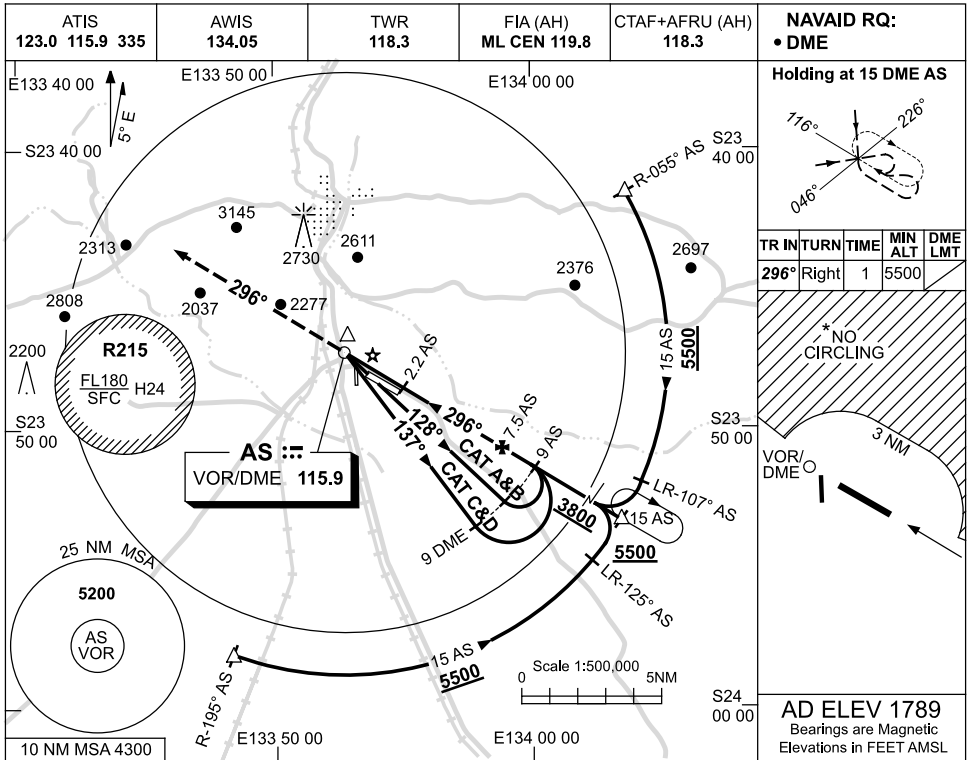 ATIS
123.0 115.9 335
AWIS
134.05
TWR
118.3
FIA (AH)
ML CEN 119.8
CTAF+AFRU (AH)
118.3
NAVAID RQ:
• DME
Holding at 15 DME AS
116°
226°
046°
TR IN TURN TIME MIN ALT DME LMT
296° Right 1 5500
*NO
CIRCLING
3 NM
VOR/
DME
AD ELEV 1789
Bearings are Magnetic
Elevations in FEET AMSL
E133 40 00
E133 50 00
E134 00 00
5° E
S23 40 00
S23
40 00
R-055° AS
3145
2313
2730
2611
2697
2376
2808
2037
2277
296°
2200
R215
FL180
SFC
H24
15 AS
5500
2.2 AS
S23
50 00
S23
50 00
296°
7.5 AS
9 AS
128°
CAT A&B
137°
CAT C&D
AS
VOR/DME 115.9
LR-107° AS
3800
15 AS
5500
9 DME
LR-125° AS
25 NM MSA
5200
AS
VOR
10 NM MSA 4300
R-195° AS
15 AS
5500
Scale 1:500,000
0 5NM
S24
00 00
E133 50 00
E134 00 00